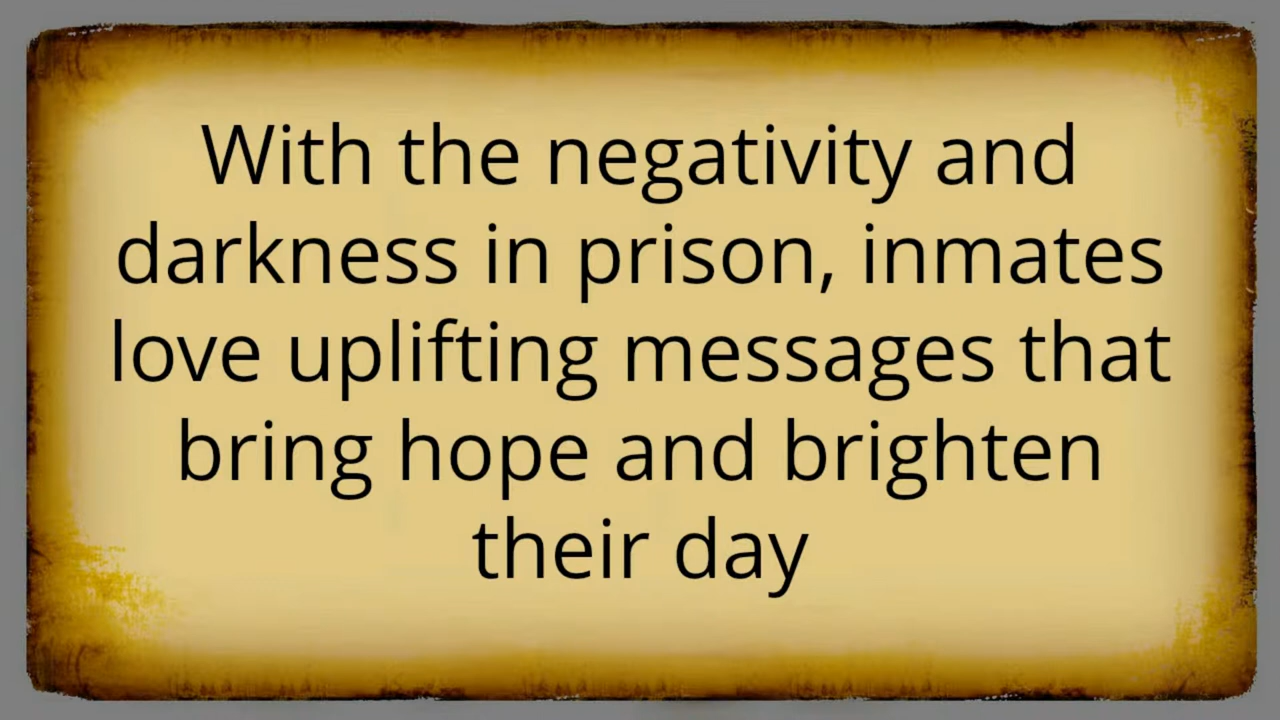 With the negativity and
darkness in prison, inmates
love uplifting messages that
bring hope and brighten
their day